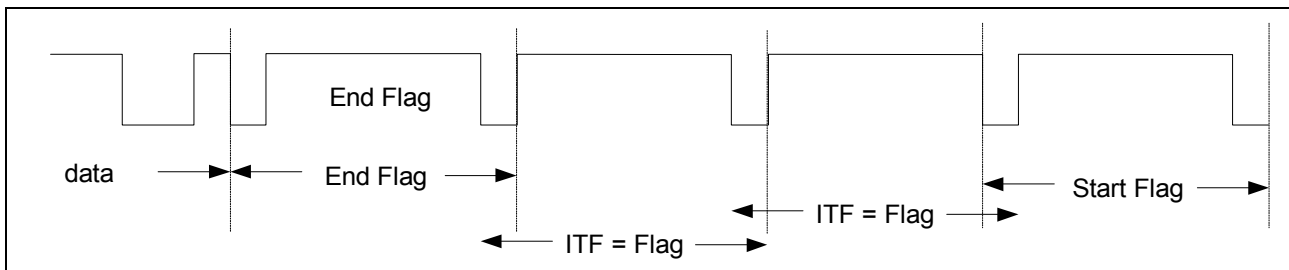 End Flag
data
End Flag
Start Flag
ITF = Flag
ITF = Flag